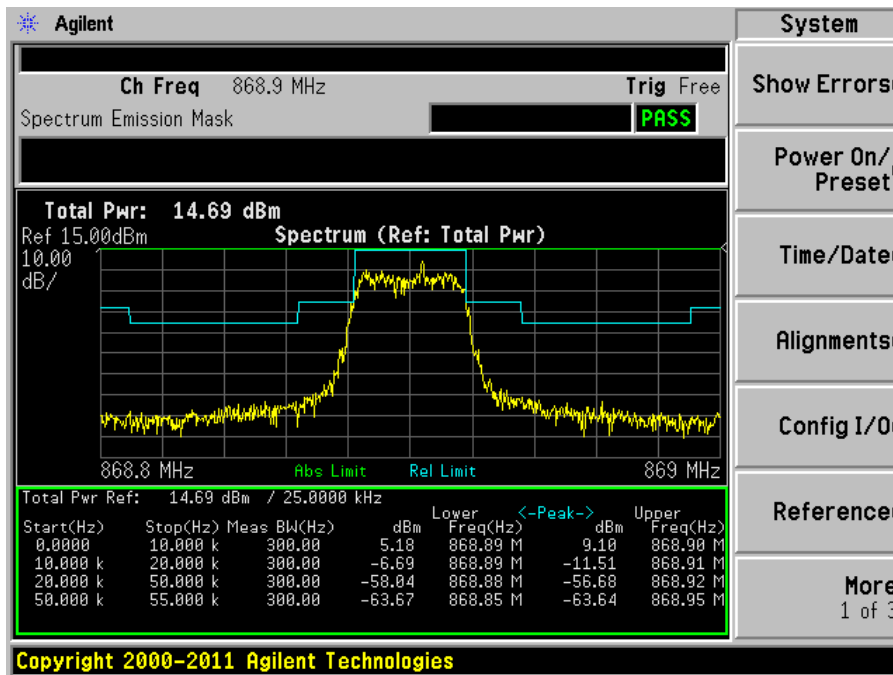 Agilent
System
Ch Freq 868.9 MHz Trig Free
Spectrum Emission Mask PASS
Total Pwr: 14.69 dBm
Ref 15.00dBm Spectrum (Ref: Total Pwr)
10.00
dB/
868.8 MHz Abs Limit Rel Limit 869 MHz
Total Pwr Ref: 14.69 dBm / 25.0000 kHz
Lower <-Peak-> Upper
Start(Hz) Stop(Hz) Meas BW(Hz) dBm Freq(Hz) dBm Freq(Hz)
0.0000 10.000 k 300.00 5.18 868.89 M 9.10 868.90 M
10.000 k 20.000 k 300.00 -6.69 868.89 M -11.51 868.91 M
20.000 k 50.000 k 300.00 -58.04 868.88 M -56.68 868.92 M
50.000 k 55.000 k 300.00 -63.67 868.85 M -63.64 868.95 M
Show Errors
Power On/
Preset
Time/Date
Alignments
Config I/O
Reference
More
1 of
Copyright 2000-2011 Agilent Technologies